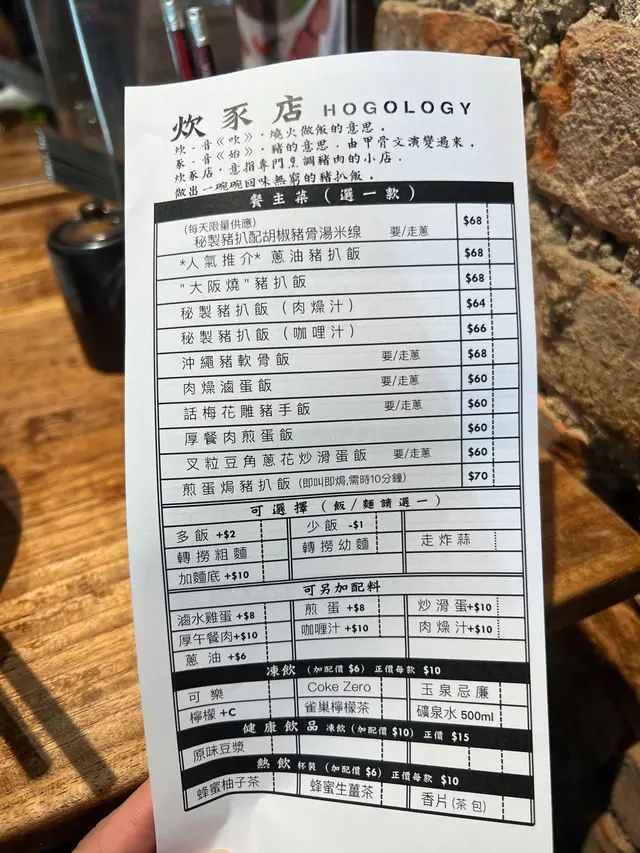 炊豕店 HOGOLOGY
炊,音《吹》,燒火做飯的意思。
豕,音《始》,豬的意思,由甲骨文演變過來。
炊豕店,意指專門烹調豬肉的小店,
做出一碗碗回味無窮的豬扒飯。
餐主菜(選一款)
(每天限量供應)
秘製豬扒配胡椒豬骨湯米線 要/走蔥 $68
*人氣推介* 蔥油豬扒飯 $68
"大阪燒"豬扒飯 $68
秘製豬扒飯(肉燥汁) $64
秘製豬扒飯(咖哩汁) $66
沖繩豬軟骨飯 要/走蔥 $68
肉燥滷蛋飯 要/走蔥 $60
話梅花雕豬手飯 要/走蔥 $60
厚餐肉煎蛋飯 $60
叉粒豆角蔥花炒滑蛋飯 要/走蔥 $60
煎蛋焗豬扒飯(即叫即焗,需時10分鐘) $70
可選擇(飯/麵請選一)
多飯 +$2 少飯 -$1
轉撈粗麵 轉撈幼麵 走炸蒜
加麵底 +$10
可另加配料
滷水雞蛋 +$8 煎蛋 +$8 炒滑蛋+$10
厚午餐肉+$10 咖喱汁 +$10 肉燥汁+$10
蔥油 +$6
凍飲 (加配價 $6) 正價每款 $10
可樂 Coke Zero 玉泉忌廉
檸檬 +C 雀巢檸檬茶 礦泉水 500ml
健康飲品 凍飲(加配價 $10) 正價 $15
原味豆漿
熱飲 杯裝 (加配價 $6) 正價每款 $10
蜂蜜柚子茶 蜂蜜生薑茶 香片(茶包)